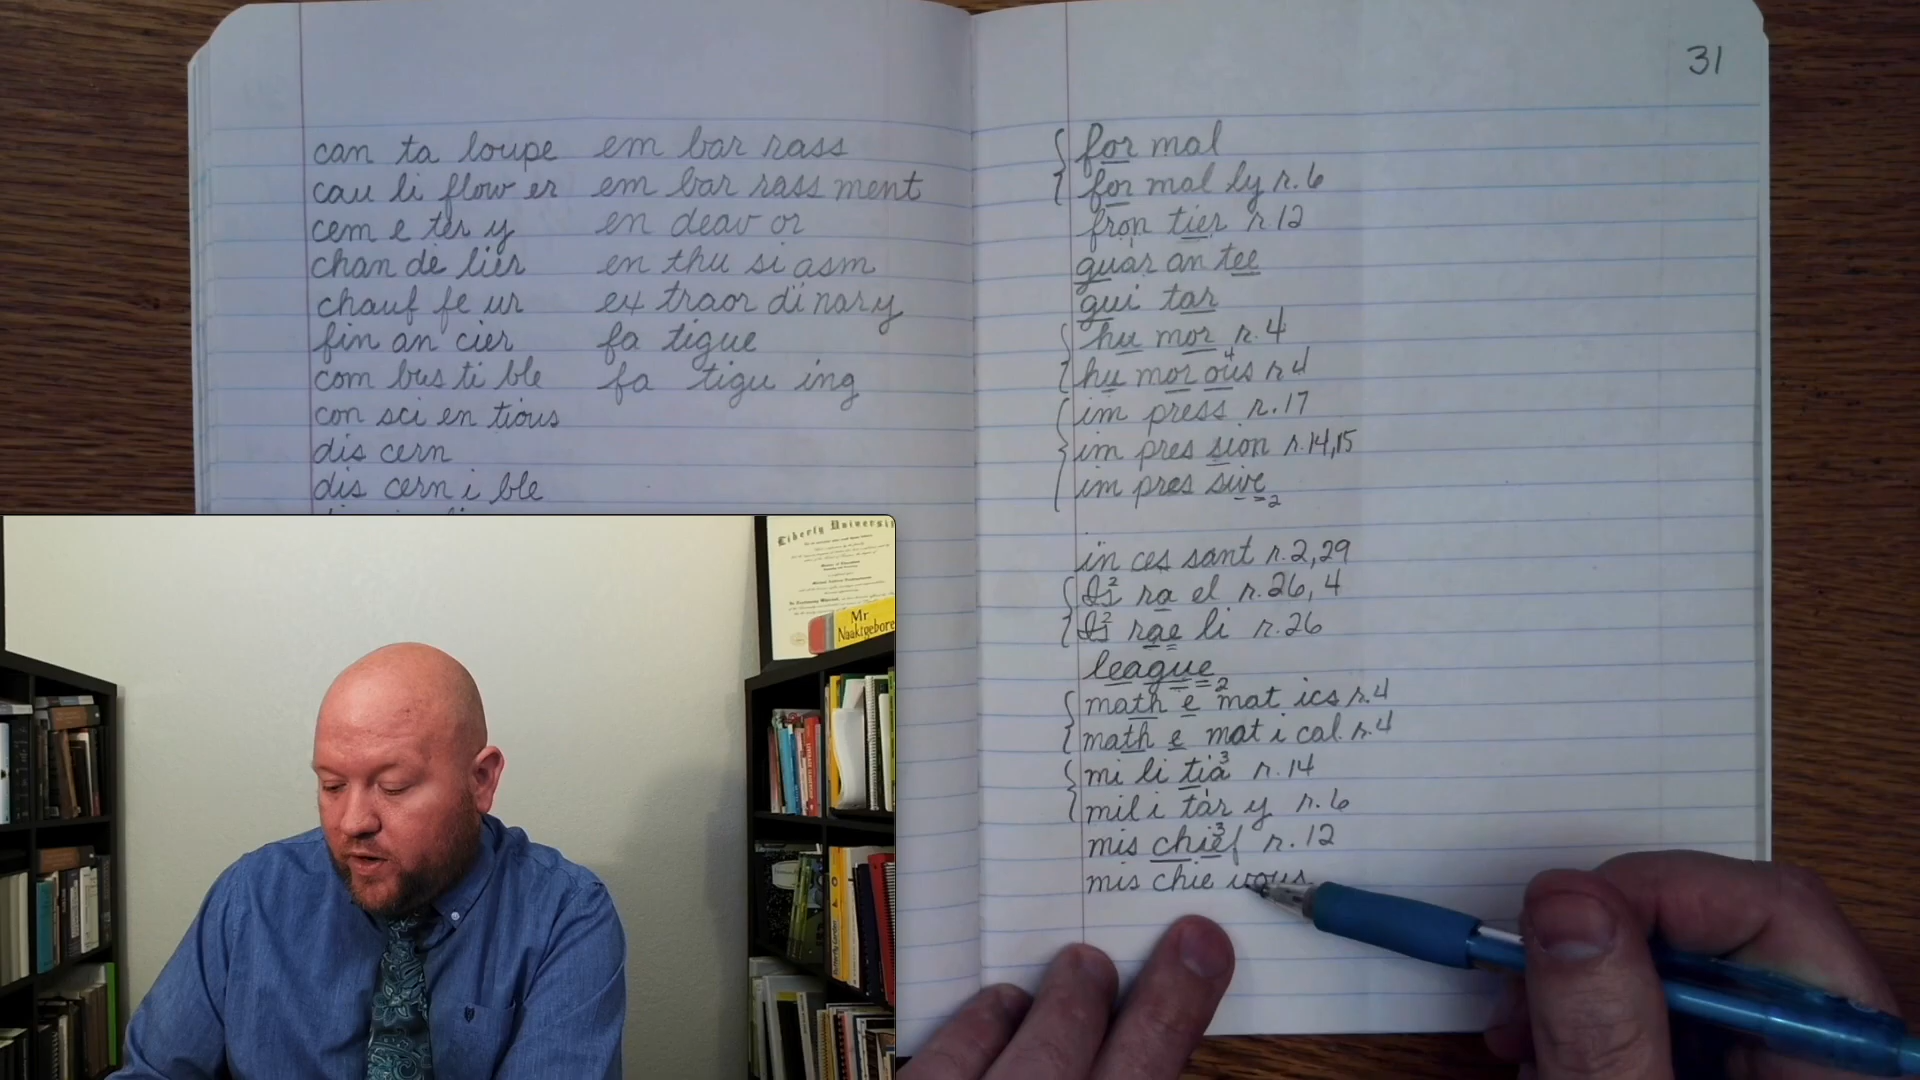 31
can ta loupe em bar rass
cau li flow er em bar rass ment
cem e ter y en deav or
chan de lier en thu si asm
chauf fe ur ex traor di nary
fin an cier fa tigue
com bus ti ble fa tigu ing
con sci en tious
dis cern
dis cern i ble
for mal
for mal ly r.6
fron tier r.12
guar an tee
gui tar
hu mor r.4
hu mor ous r4
im press r.17
im pres sion r.14,15
im pres sive
in ces sant r.2,29
Is ra el r.26, 4
Is rae li r.26
league
math e mat ics r.4
math e mat i cal r.4
mi li tia r.14
mil i tar y r.6
mis chief r.12
mis chie vous
Liberty University
Mr
Naaktgebore